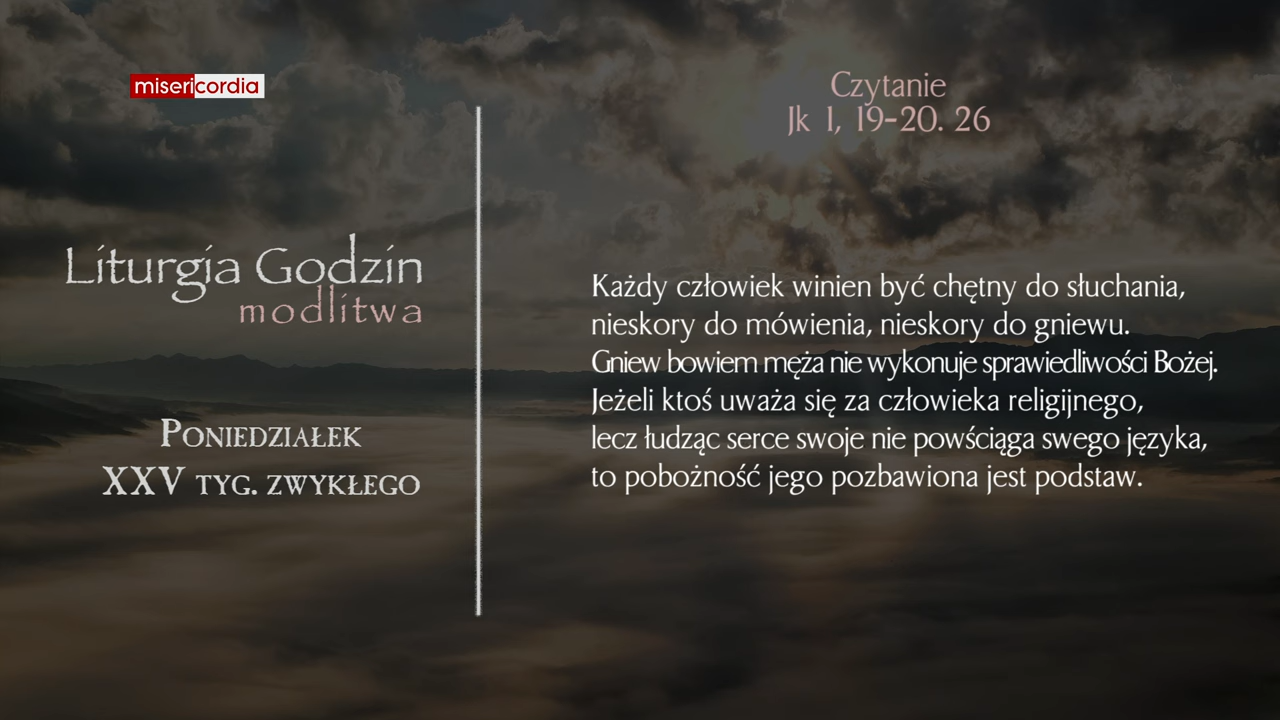 misericordia
Liturgia Godzin
modlitwa
Poniedziałek
XXV tyg. zwykłego
Czytanie
Jk 1, 19-20. 26
Każdy człowiek winien być chętny do słuchania,
nieskory do mówienia, nieskory do gniewu.
Gniew bowiem męża nie wykonuje sprawiedliwości Bożej.
Jeżeli ktoś uważa się za człowieka religijnego,
lecz łudząc serce swoje nie powściąga swego języka,
to pobożność jego pozbawiona jest podstaw.